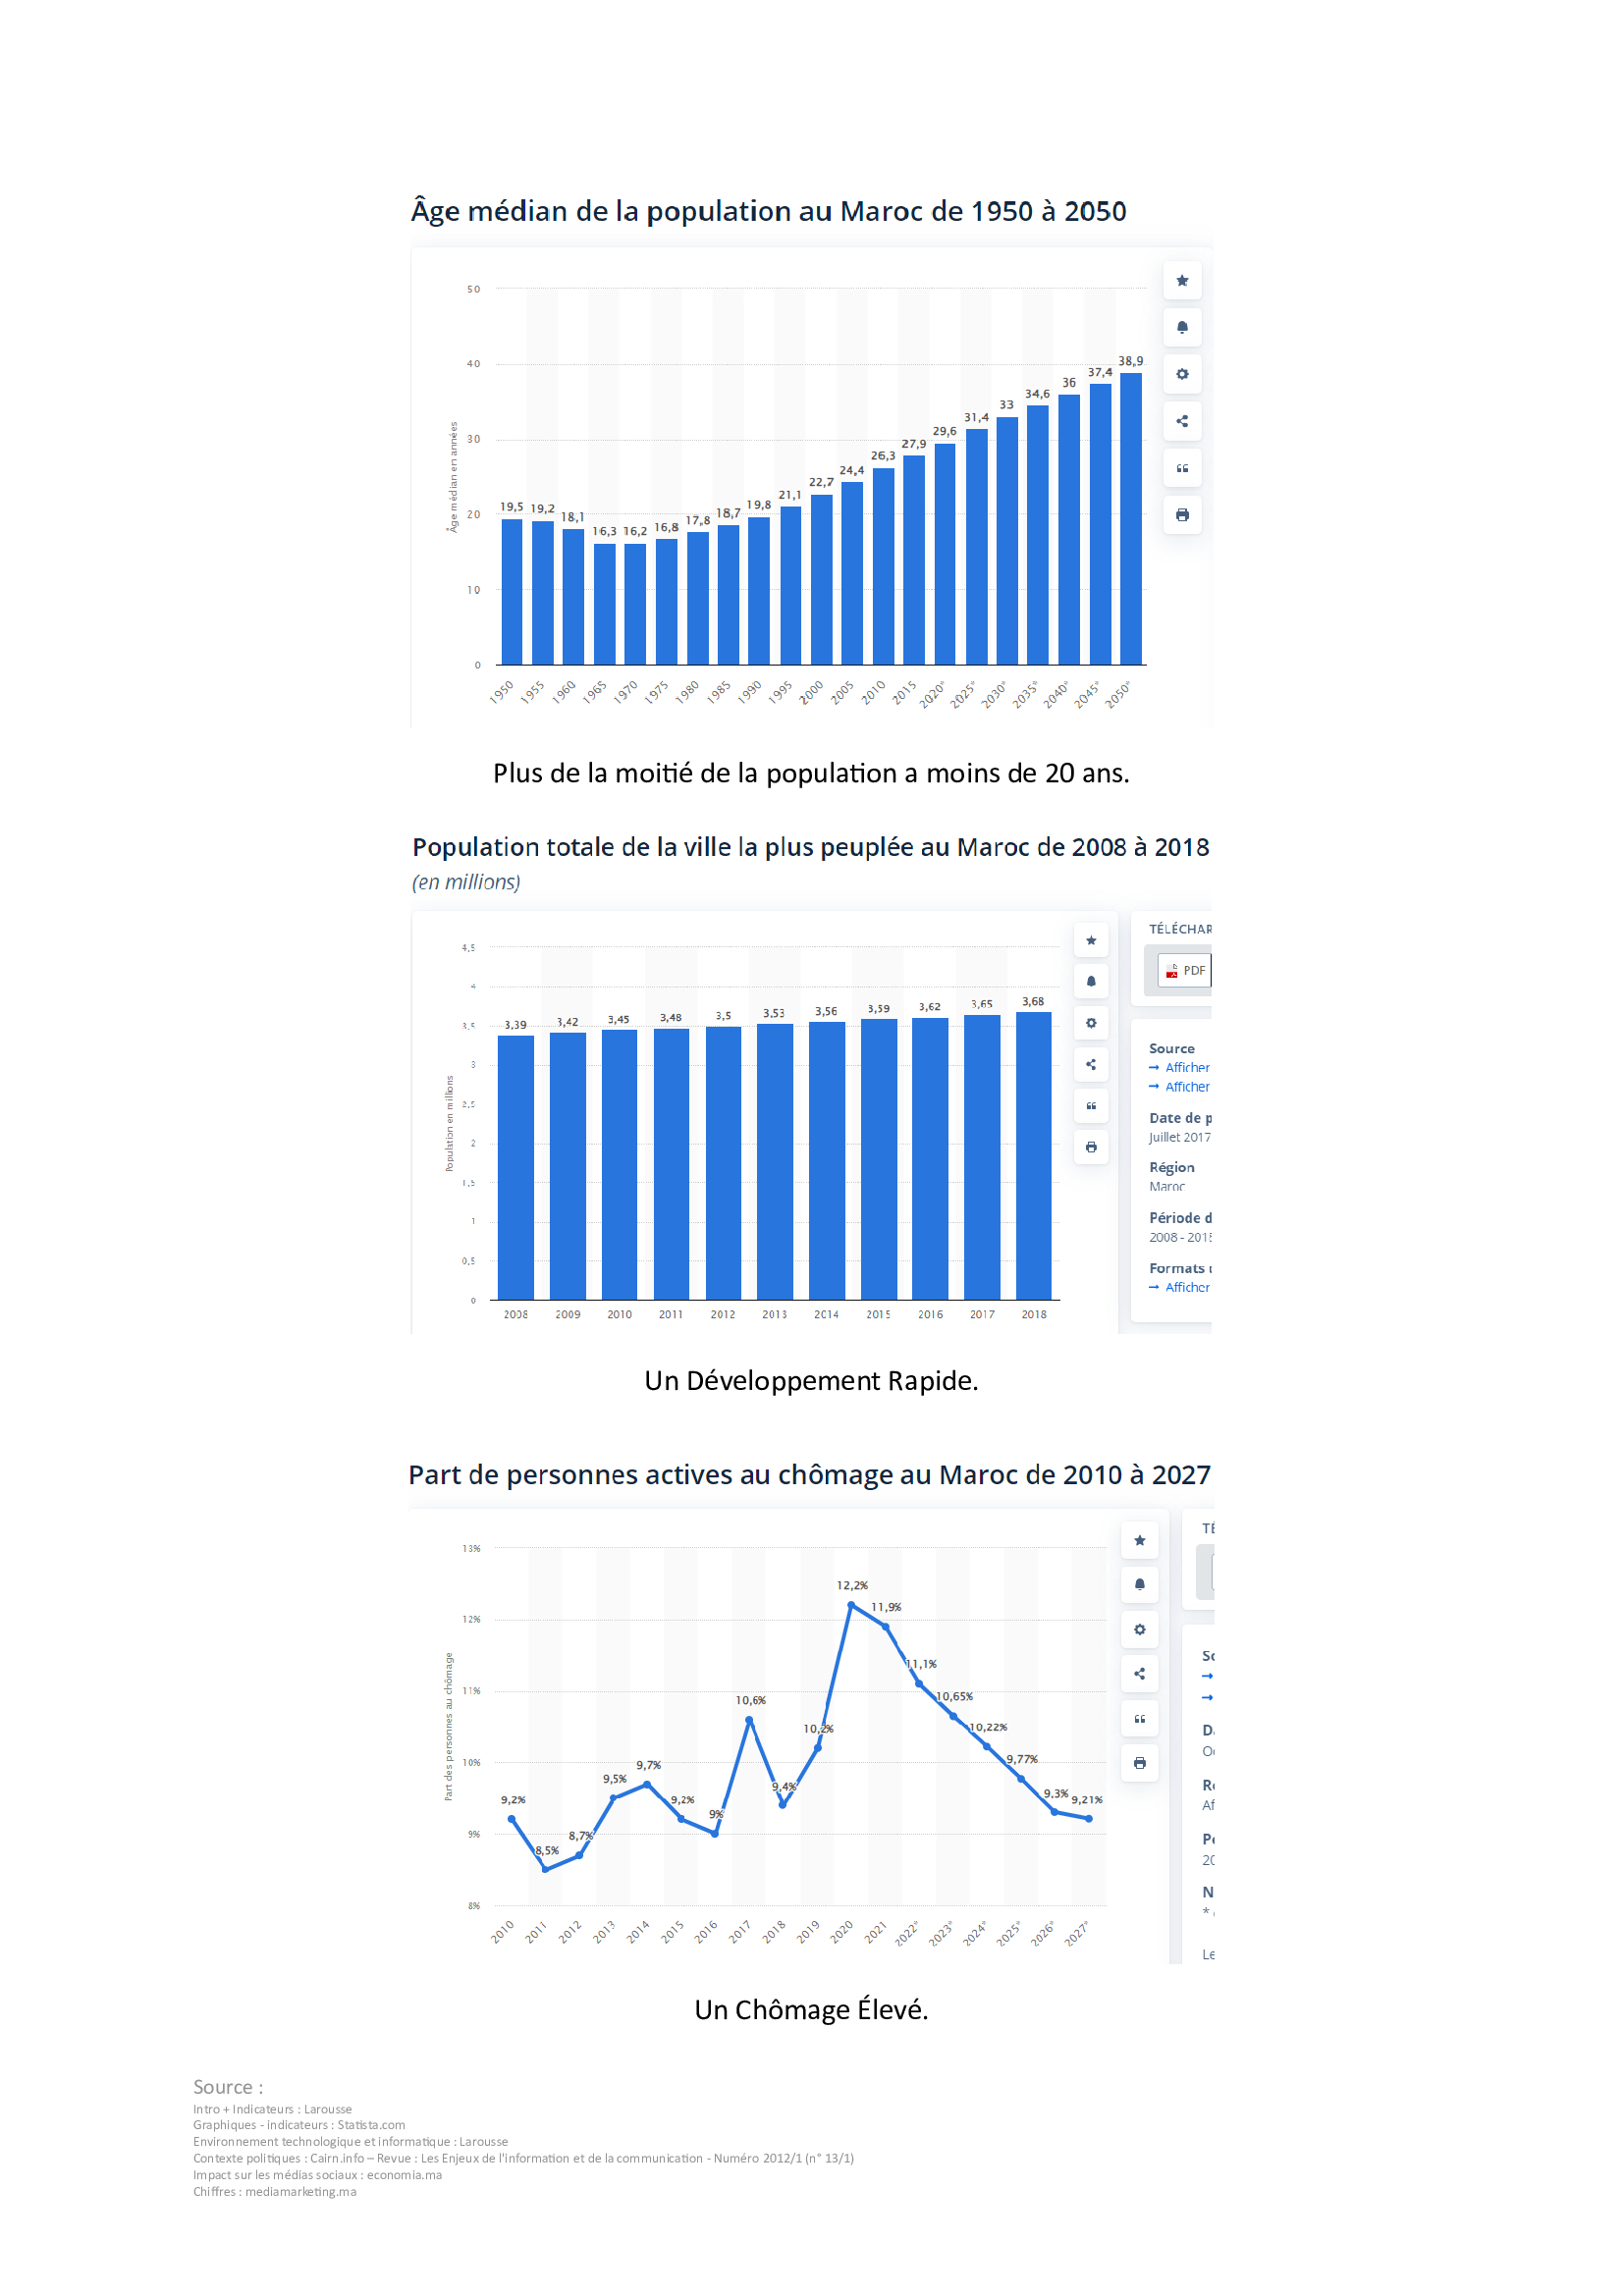 Âge médian de la population au Maroc de 1950 à 2050
50
40
30
20
10
0
Âge médian en années
19,5 19,2 18,1 16,3 16,2 16,8 17,8 18,7 19,8 21,1 22,7 24,4 26,3 27,9 29,6 31,4 33 34,6 36 37,4 38,9
1950 1955 1960 1965 1970 1975 1980 1985 1990 1995 2000 2005 2010 2015 2020* 2025* 2030* 2035* 2040* 2045* 2050*
Plus de la moitié de la population a moins de 20 ans.
Population totale de la ville la plus peuplée au Maroc de 2008 à 2018
(en millions)
4,5
4
3,5
3
2,5
2
1,5
1
0,5
0
Population en millions
3,39 3,42 3,45 3,48 3,5 3,53 3,56 3,59 3,62 3,65 3,68
2008 2009 2010 2011 2012 2013 2014 2015 2016 2017 2018
TÉLÉCHAR
PDF
Source
→ Afficher
→ Afficher
Date de p
Juillet 2017
Région
Maroc
Période d
2008 - 2018
Formats d
→ Afficher
Un Développement Rapide.
Part de personnes actives au chômage au Maroc de 2010 à 2027
13%
12%
11%
10%
9%
8%
Part des personnes au chômage
9,2% 8,5% 8,7% 9,5% 9,7% 9,2% 9% 10,6% 9,4% 10,2% 12,2% 11,9% 11,1% 10,65% 10,22% 9,77% 9,3% 9,21%
2010 2011 2012 2013 2014 2015 2016 2017 2018 2019 2020 2021 2022* 2023* 2024* 2025* 2026* 2027*
TÉ
So
→
→
Da
Oc
Ré
Af
Pé
20
N
*
Le
Un Chômage Élevé.
Source :
Intro + Indicateurs : Larousse
Graphiques - indicateurs : Statista.com
Environnement technologique et informatique : Larousse
Contexte politiques : Cairn.info – Revue : Les Enjeux de l'information et de la communication - Numéro 2012/1 (n° 13/1)
Impact sur les médias sociaux : economia.ma
Chiffres : mediamarketing.ma